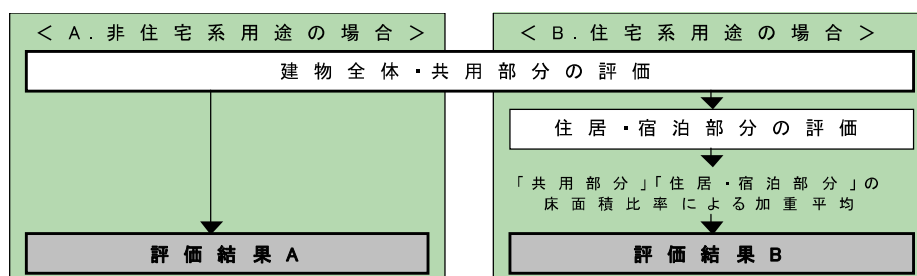 ＜Ａ．非住宅系用途の場合＞
＜Ｂ．住宅系用途の場合＞
建物全体・共用部分の評価
住居・宿泊部分の評価
「共用部分」「住居・宿泊部分」の
床面積比率による加重平均
評価結果Ａ
評価結果Ｂ